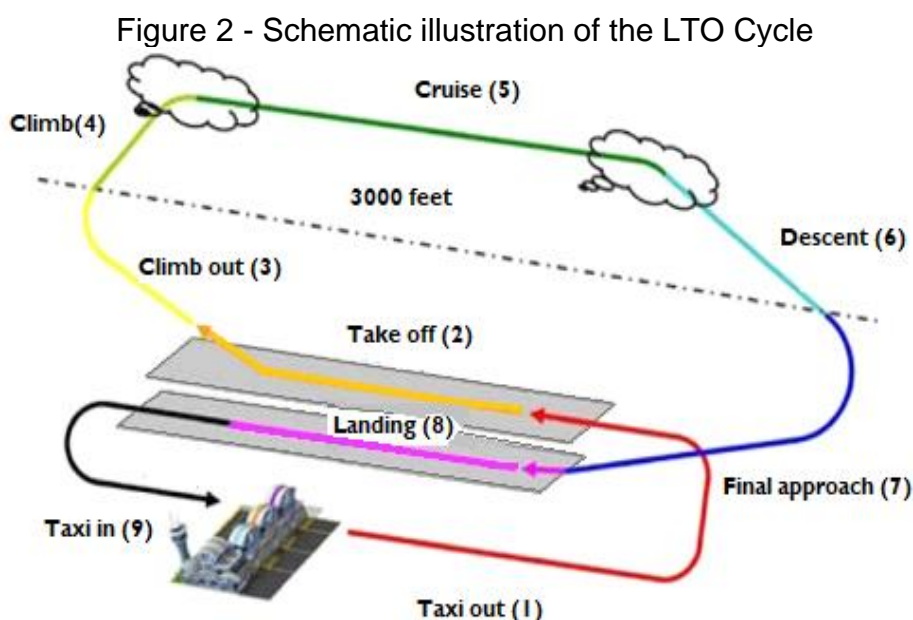 Figure 2 - Schematic illustration of the LTO Cycle
Cruise (5)
Climb(4)
3000 feet
Descent (6)
Climb out (3)
Take off (2)
Landing (8)
Final approach (7)
Taxi in (9)
Taxi out (1)